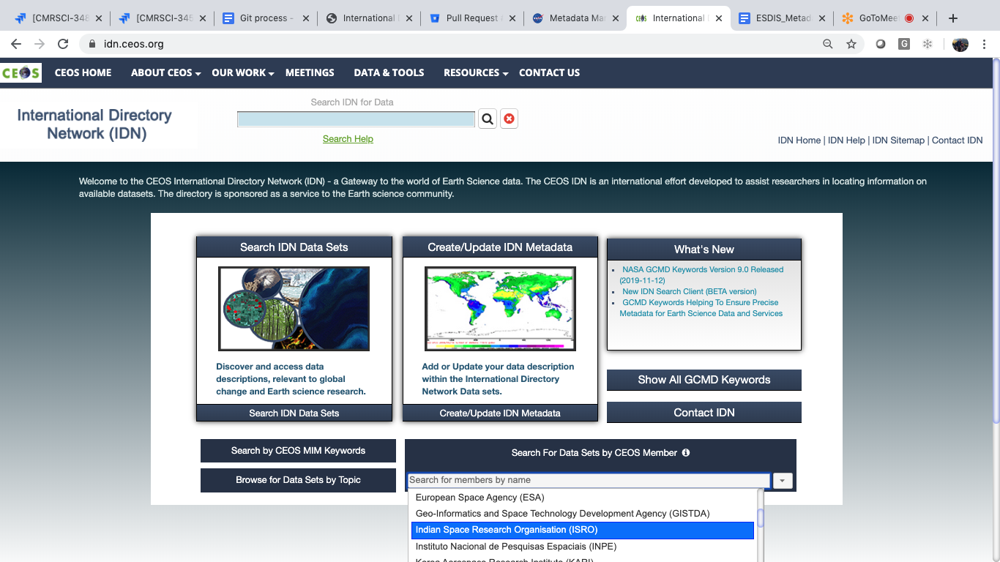 [CMRSCI-348
[CMRSCI-345
Git process -
International
Pull Request
Metadata Ma
International
ESDIS_Metad
GoToMee
idn.ceos.org
CEOS
CEOS HOME
ABOUT CEOS
OUR WORK
MEETINGS
DATA & TOOLS
RESOURCES
CONTACT US
International Directory
Network (IDN)
Search IDN for Data
Search Help
IDN Home | IDN Help | IDN Sitemap | Contact IDN
Welcome to the CEOS International Directory Network (IDN) - a Gateway to the world of Earth Science data. The CEOS IDN is an international effort developed to assist researchers in locating information on
available datasets. The directory is sponsored as a service to the Earth science community.
Search IDN Data Sets
Discover and access data
descriptions, relevant to global
change and Earth science research.
Search IDN Data Sets
Create/Update IDN Metadata
Add or Update your data description
within the International Directory
Network Data sets.
Create/Update IDN Metadata
What's New
NASA GCMD Keywords Version 9.0 Released
(2019-11-12)
New IDN Search Client (BETA version)
GCMD Keywords Helping To Ensure Precise
Metadata for Earth Science Data and Services
Show All GCMD Keywords
Contact IDN
Search by CEOS MIM Keywords
Browse for Data Sets by Topic
Search For Data Sets by CEOS Member
Search for members by name
European Space Agency (ESA)
Geo-Informatics and Space Technology Development Agency (GISTDA)
Indian Space Research Organisation (ISRO)
Instituto Nacional de Pesquisas Espaciais (INPE)
Korea Aerospace Research Institute (KARI)